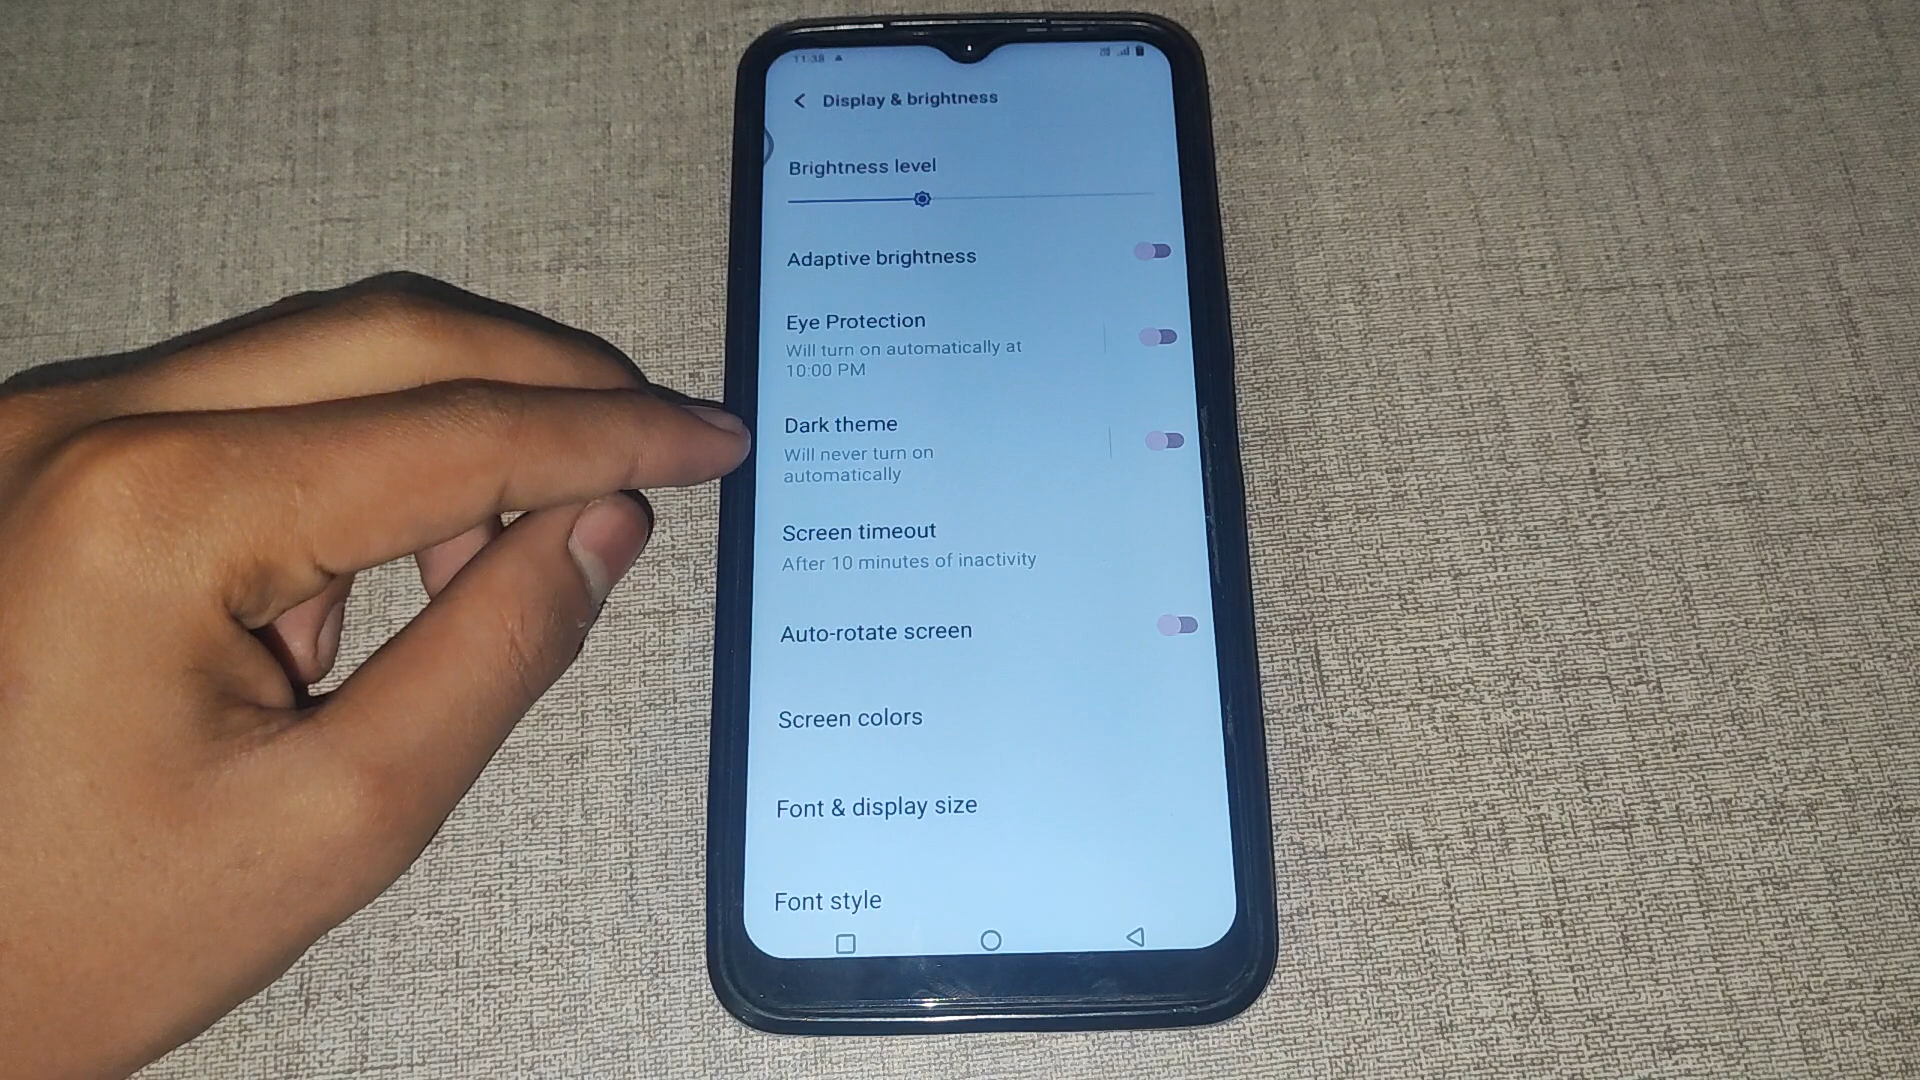 11:38
Display & brightness
Brightness level
Adaptive brightness
Eye Protection
Will turn on automatically at
10:00 PM
Dark theme
Will never turn on
automatically
Screen timeout
After 10 minutes of inactivity
Auto-rotate screen
Screen colors
Font & display size
Font style